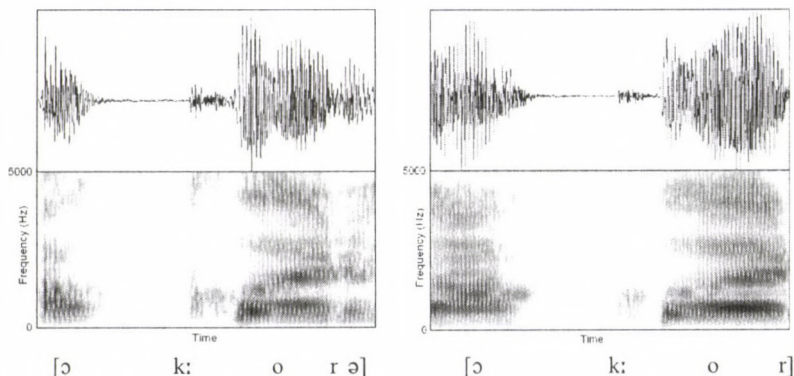 5000
Frequency (Hz)
0
Time
[ɔ k: o r ə]
5000
Frequency (Hz)
0
Time
[ɔ k: o r]